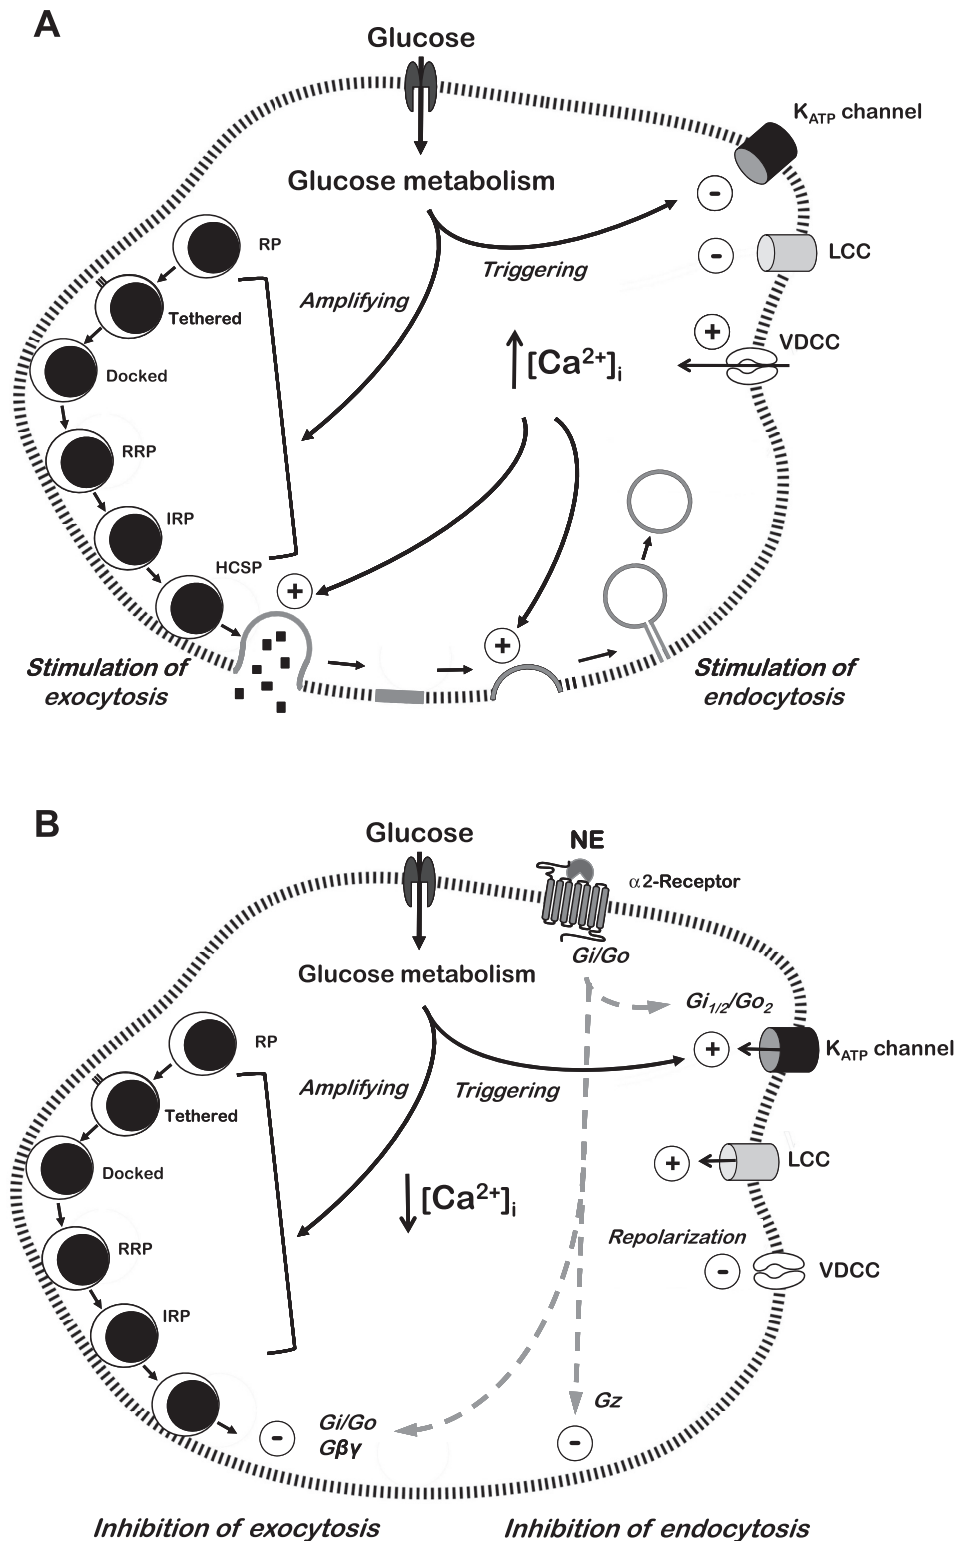 A
Glucose
K_ATP channel
Glucose metabolism
-
RP
- LCC
Triggering
Amplifying
Tethered
+
VDCC
↑[Ca²⁺]i
Docked
RRP
IRP
HCSP
+
+
Stimulation of
exocytosis
Stimulation of
endocytosis
B
Glucose
NE
α2-Receptor
Gi/Go
Glucose metabolism
Gi1/2/Go2
RP
+ K_ATP channel
Amplifying
Triggering
Tethered
+ LCC
Docked
↓[Ca²⁺]i
Repolarization
RRP
- VDCC
IRP
Gz
Gi/Go
-
Gβγ
-
Inhibition of exocytosis
Inhibition of endocytosis